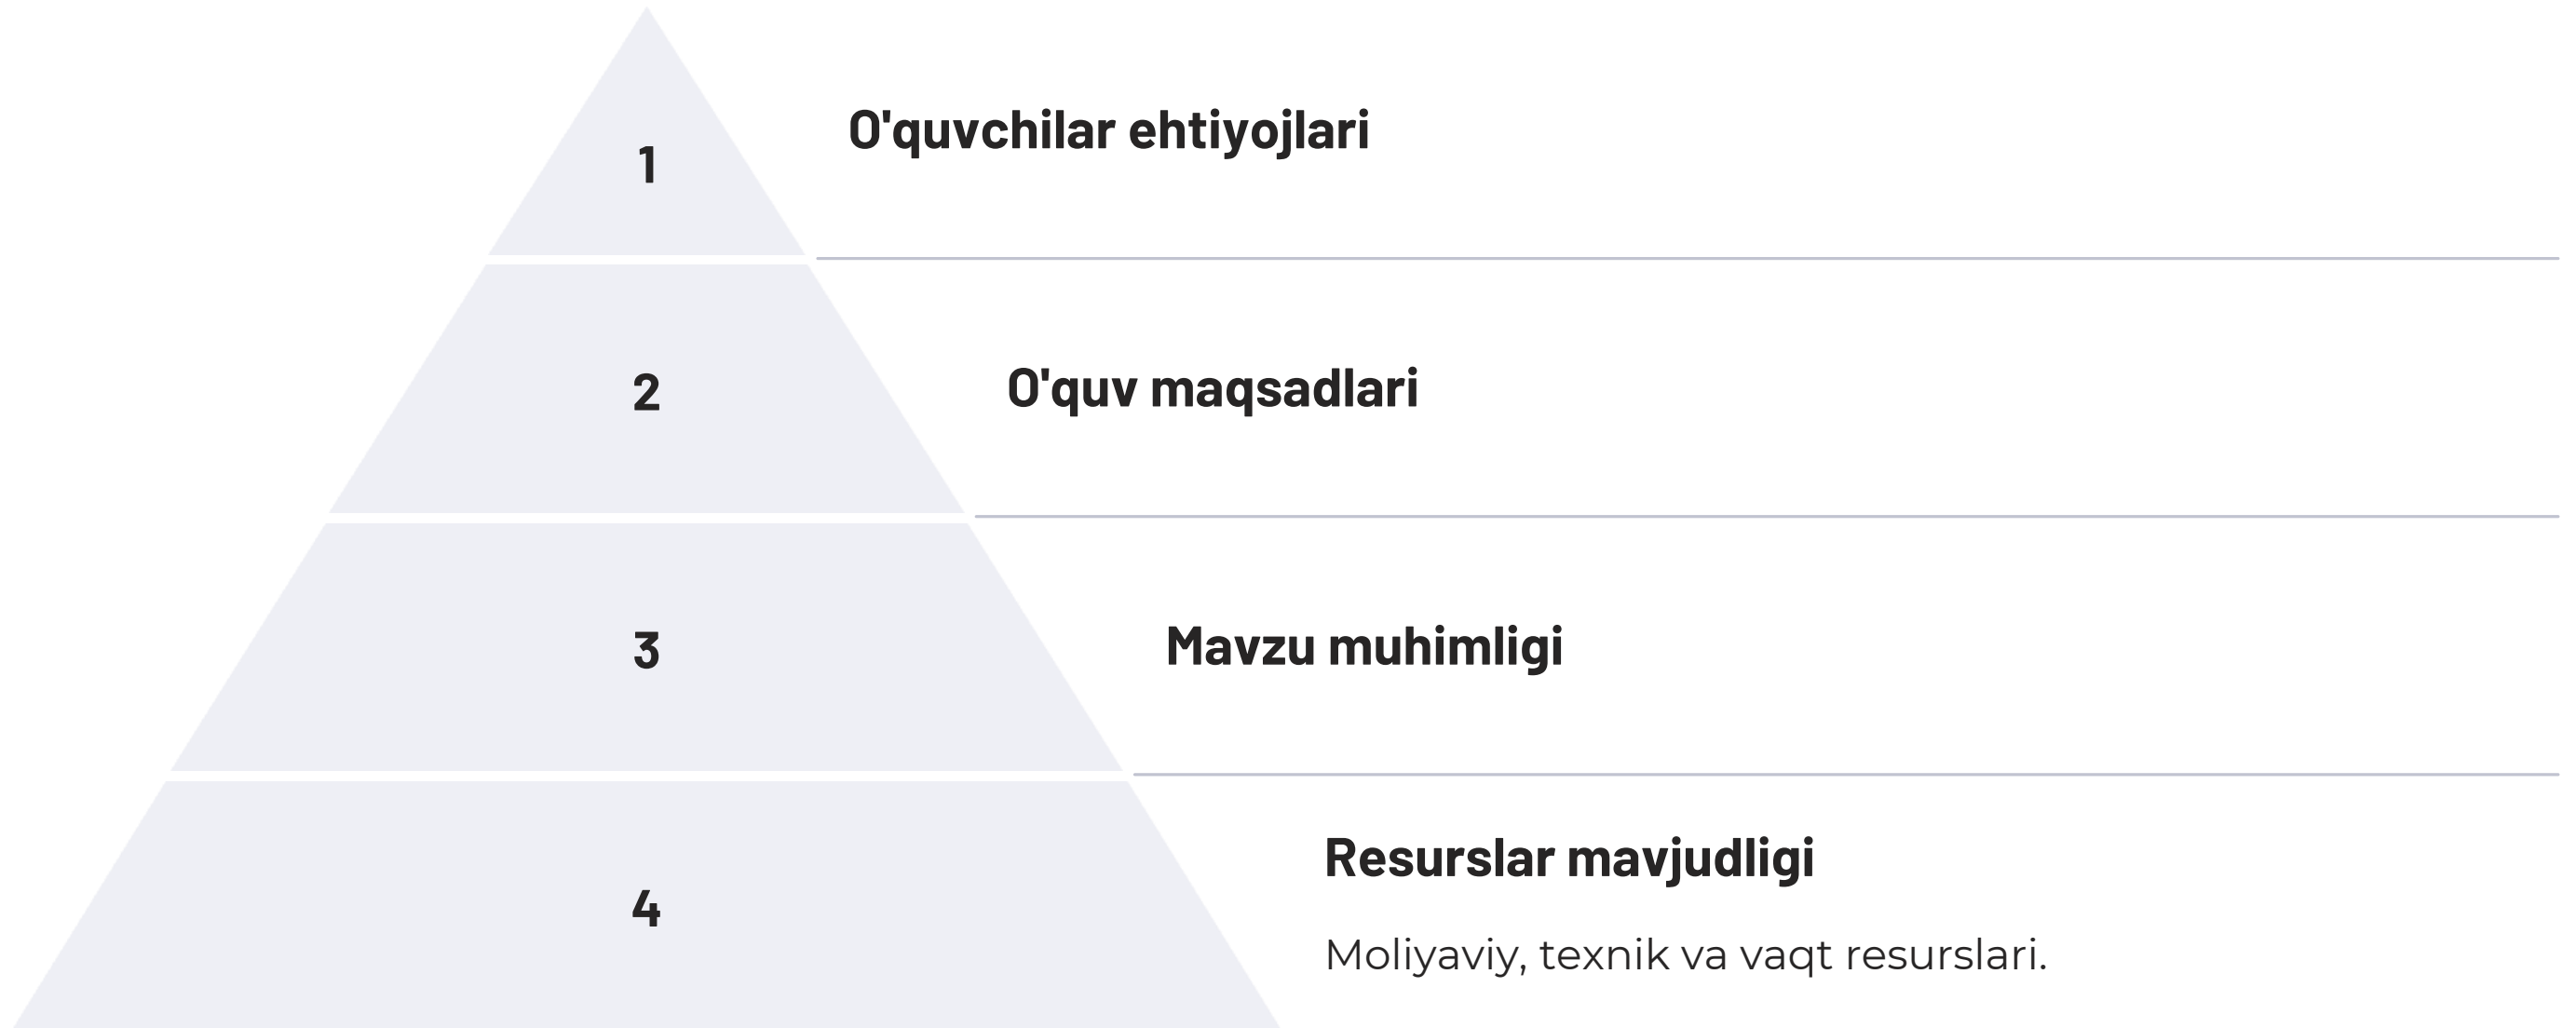 1
O'quvchilar ehtiyojlari
2
O'quv maqsadlari
3
Mavzu muhimligi
4
Resurslar mavjudligi
Moliyaviy, texnik va vaqt resurslari.